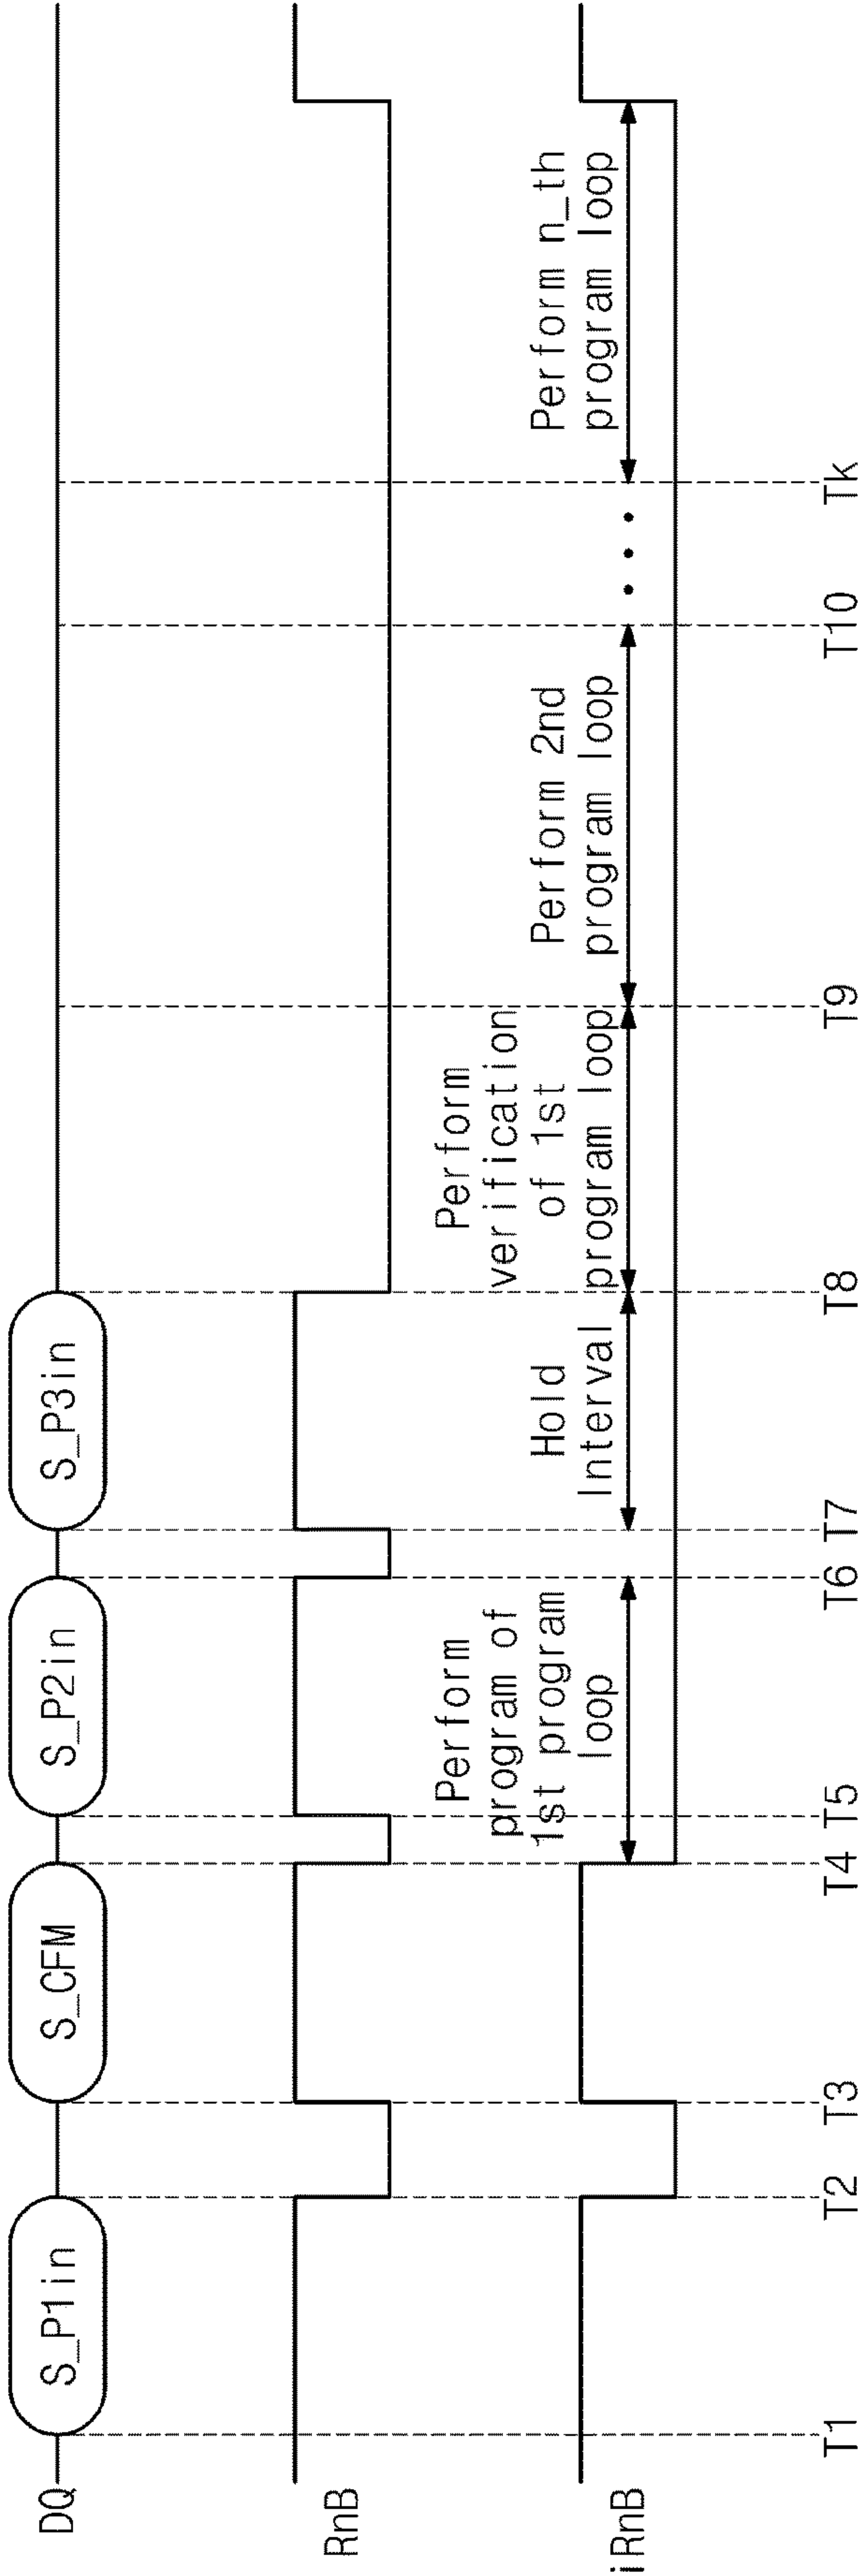 DQ
S_P1in
S_CFM
S_P2in
S_P3in
RnB
iRnB
Perform
program of
1st program
loop
Hold
Interval
Perform
verification
of 1st
program loop
Perform 2nd
program loop
Perform n_th
program loop
T1
T2
T3
T4
T5
T6
T7
T8
T9
T10
Tk